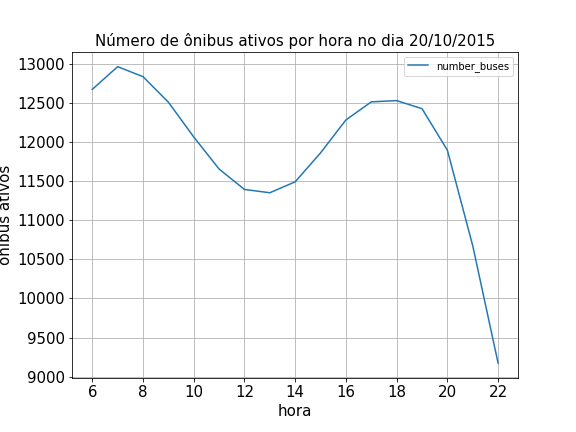 Número de ônibus ativos por hora no dia 20/10/2015
number_buses
13000
12500
12000
11500
11000
10500
10000
9500
9000
ônibus ativos
6 8 10 12 14 16 18 20 22
hora